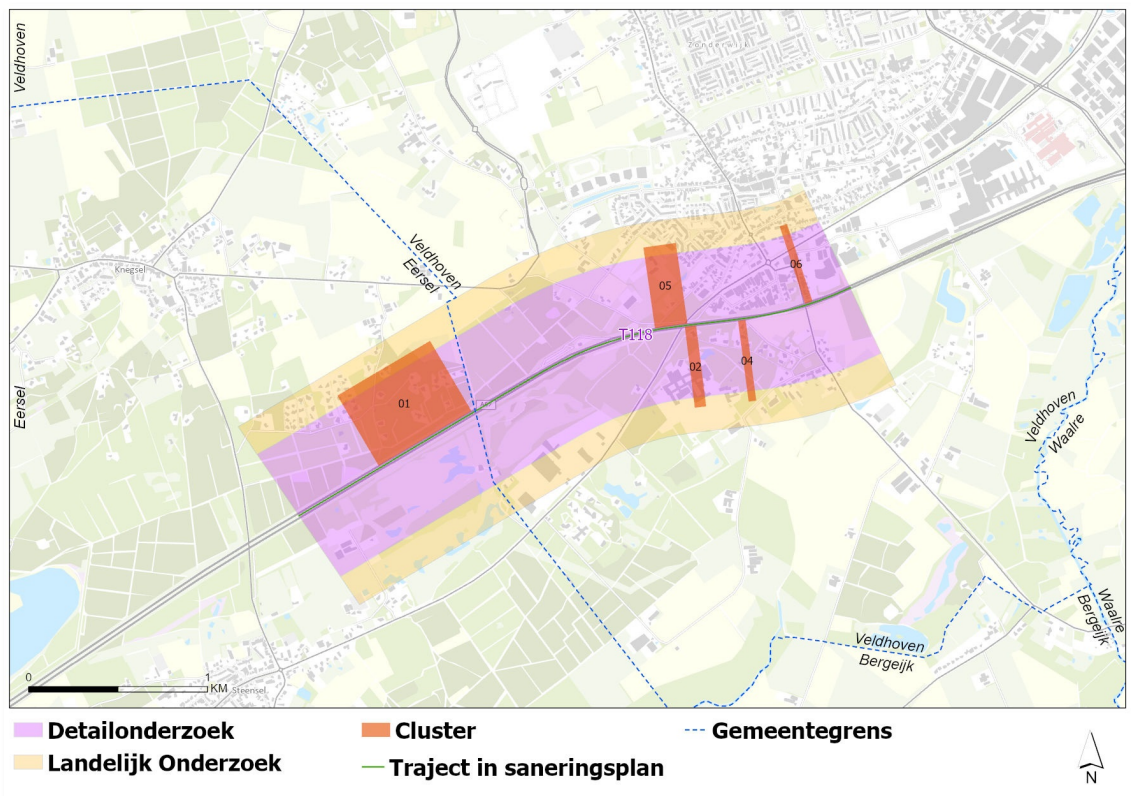 Veldhoven
Zonderwijk
Knegsel
Veldhoven
Eersel
05
06
T118
02
04
01
Eersel
Veldhoven
Waalre
Waalre
Bergeijk
Veldhoven
Bergeijk
0 1
KM
Steensel
Detailonderzoek
Cluster
Gemeentegrens
Landelijk Onderzoek
Traject in saneringsplan
N